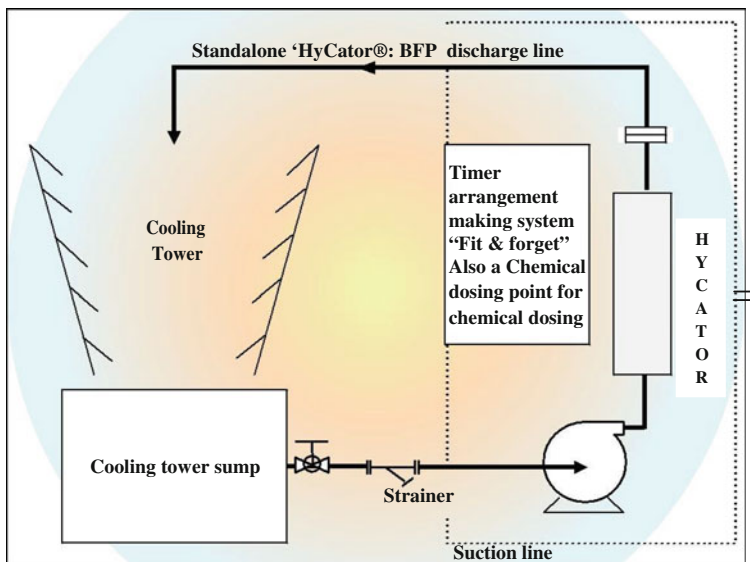 Standalone ‘HyCator®: BFP discharge line
Timer
arrangement
making system
“Fit & forget”
Also a Chemical
dosing point for
chemical dosing
Cooling
Tower
H
Y
C
A
T
O
R
Cooling tower sump
Strainer
Suction line